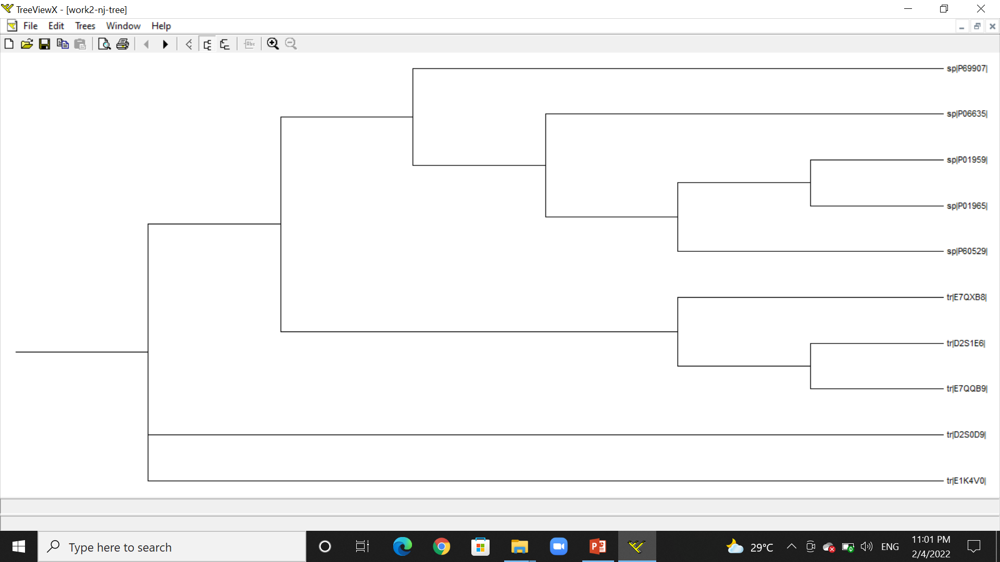 TreeViewX - [work2-nj-tree]
File Edit Trees Window Help
Abc
sp|P69907|
sp|P06635|
sp|P01959|
sp|P01965|
sp|P60529|
tr|E7QXB8|
tr|D2S1E6|
tr|E7QQB9|
tr|D2S0D9|
tr|E1K4V0|
Type here to search
29°C
ENG
11:01 PM
2/4/2022